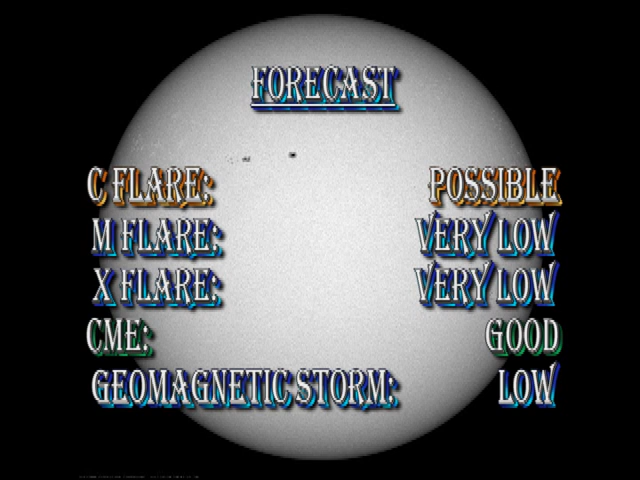 FORECAST
C FLARE: POSSIBLE
M FLARE: VERY LOW
X FLARE: VERY LOW
CME: GOOD
GEOMAGNETIC STORM: LOW